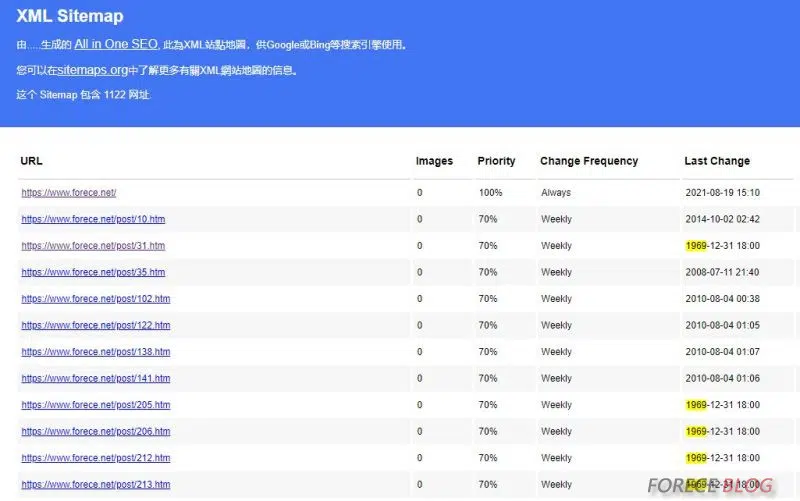 XML Sitemap
由.....生成的 All in One SEO, 此為XML站點地圖，供Google或Bing等搜索引擎使用。
您可以在sitemaps.org中了解更多有關XML網站地圖的信息。
这个 Sitemap 包含 1122 网址.
URL Images Priority Change Frequency Last Change
https://www.forece.net/ 0 100% Always 2021-08-19 15:10
https://www.forece.net/post/10.htm 0 70% Weekly 2014-10-02 02:42
https://www.forece.net/post/31.htm 0 70% Weekly 1969-12-31 18:00
https://www.forece.net/post/35.htm 0 70% Weekly 2008-07-11 21:40
https://www.forece.net/post/102.htm 0 70% Weekly 2010-08-04 00:38
https://www.forece.net/post/122.htm 0 70% Weekly 2010-08-04 01:05
https://www.forece.net/post/138.htm 0 70% Weekly 2010-08-04 01:07
https://www.forece.net/post/141.htm 0 70% Weekly 2010-08-04 01:06
https://www.forece.net/post/205.htm 0 70% Weekly 1969-12-31 18:00
https://www.forece.net/post/206.htm 0 70% Weekly 1969-12-31 18:00
https://www.forece.net/post/212.htm 0 70% Weekly 1969-12-31 18:00
https://www.forece.net/post/213.htm 0 70% Weekly 1969-12-31 18:00
FORECE BLOG